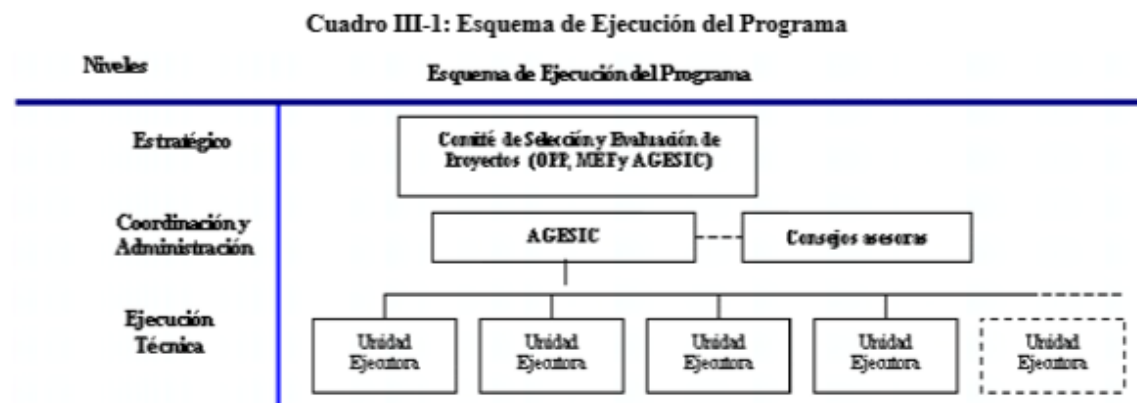 Cuadro III-1: Esquema de Ejecución del Programa
Niveles
Esquema de Ejecución del Programa
Estratégico
Comité de Selección y Evaluación de
Proyectos (OPP, MEF y AGESIC)
Coordinación y
Administración
AGESIC
Consejos asesoras
Ejecución
Técnica
Unidad
Ejecutora
Unidad
Ejecutora
Unidad
Ejecutora
Unidad
Ejecutora
Unidad
Ejecutora